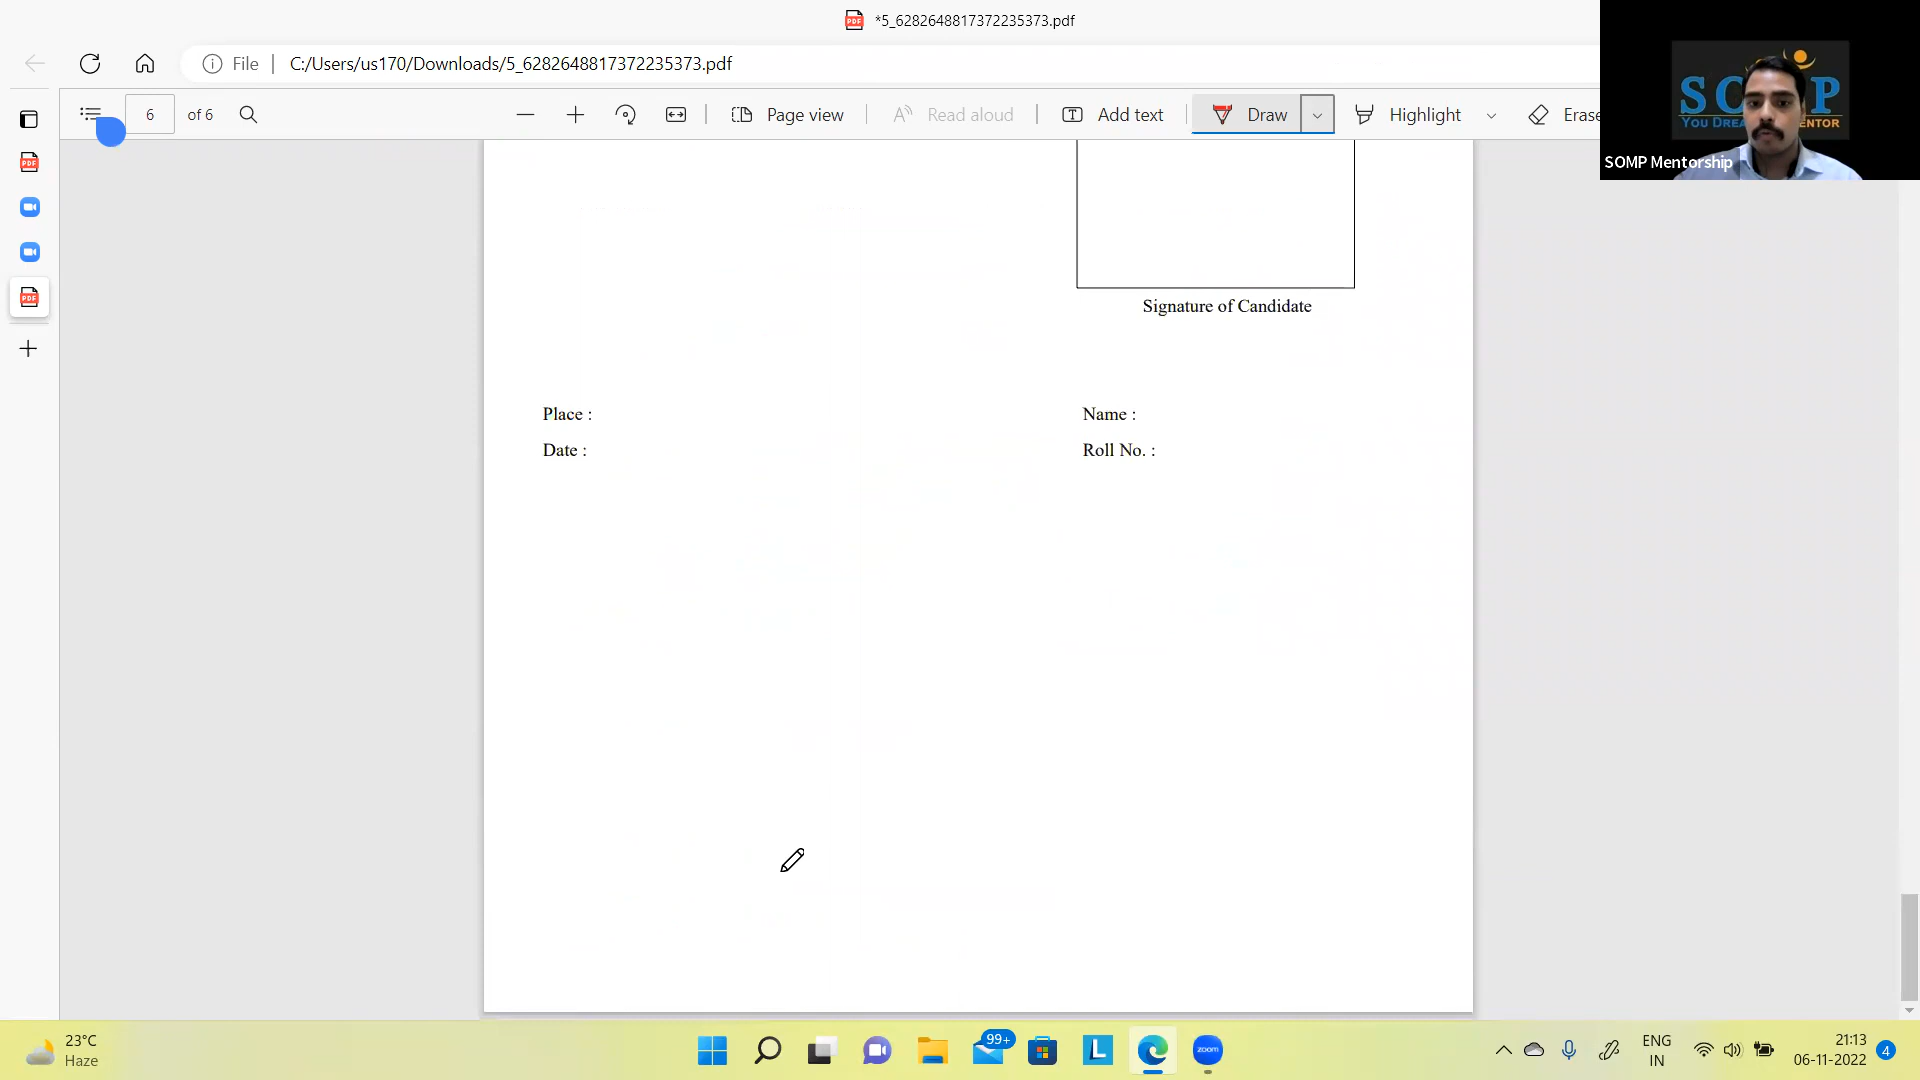 *5_6282648817372235373.pdf
File
C:/Users/us170/Downloads/5_6282648817372235373.pdf
6
of 6
Page view
Read aloud
Add text
Draw
Highlight
Eras
SOMP Mentorship
Signature of Candidate
Place :
Name :
Date :
Roll No. :
23°C
Haze
99+
zoom
ENG
IN
21:13
06-11-2022
4